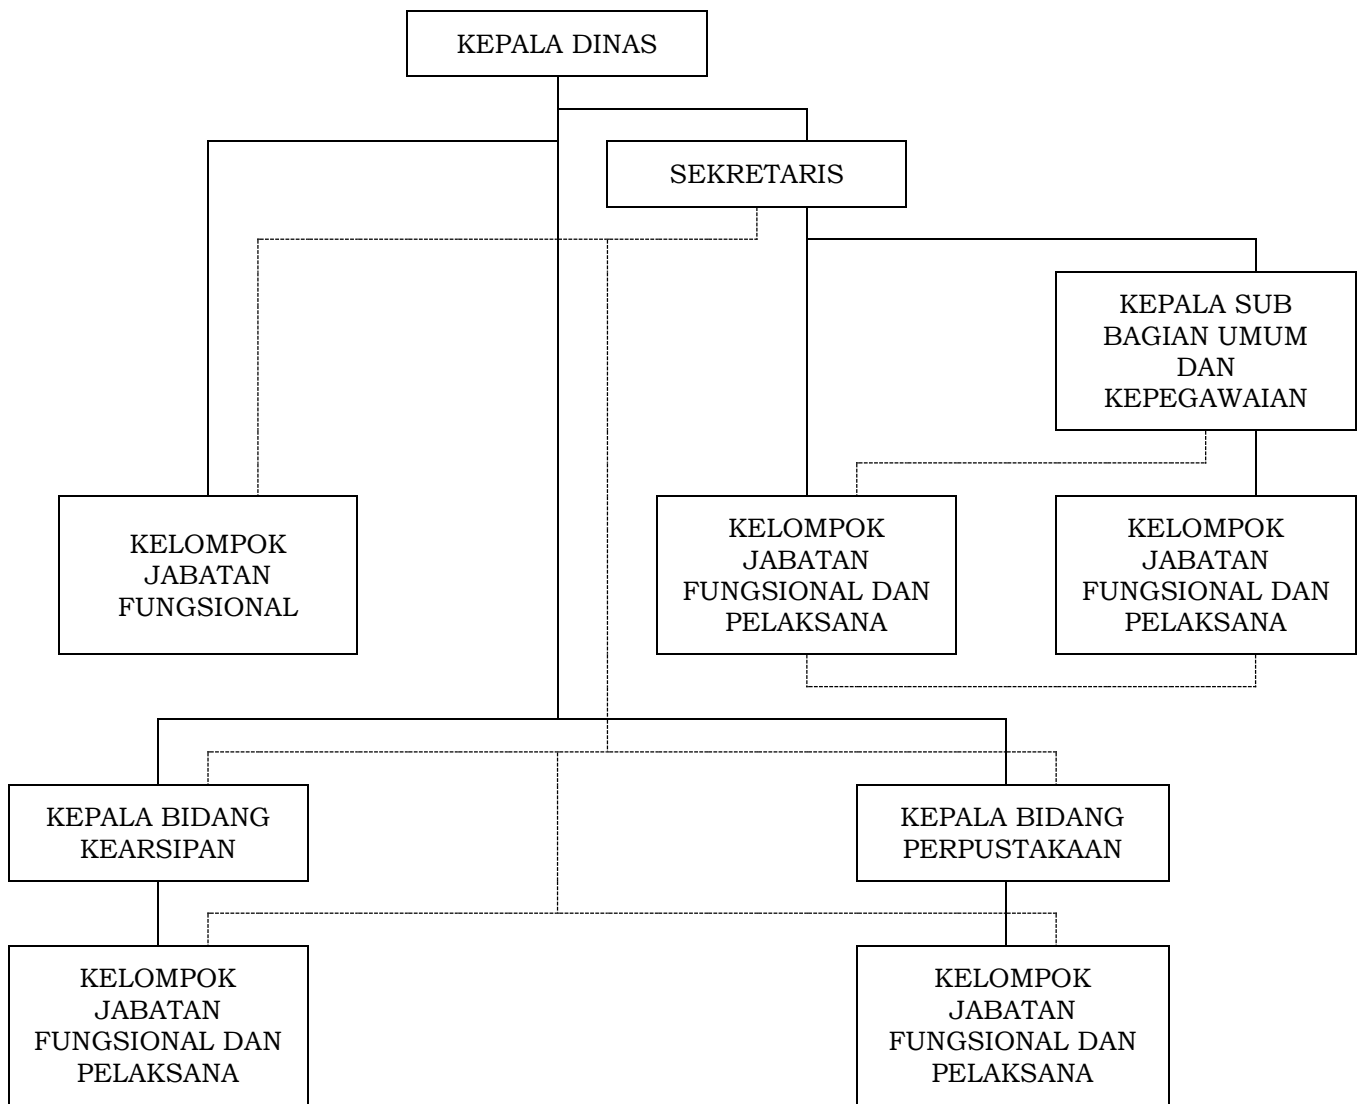 KEPALA DINAS
SEKRETARIS
KEPALA SUB
BAGIAN UMUM
DAN
KEPEGAWAIAN
KELOMPOK
JABATAN
FUNGSIONAL
KELOMPOK
JABATAN
FUNGSIONAL DAN
PELAKSANA
KELOMPOK
JABATAN
FUNGSIONAL DAN
PELAKSANA
KEPALA BIDANG
KEARSIPAN
KEPALA BIDANG
PERPUSTAKAAN
KELOMPOK
JABATAN
FUNGSIONAL DAN
PELAKSANA
KELOMPOK
JABATAN
FUNGSIONAL DAN
PELAKSANA